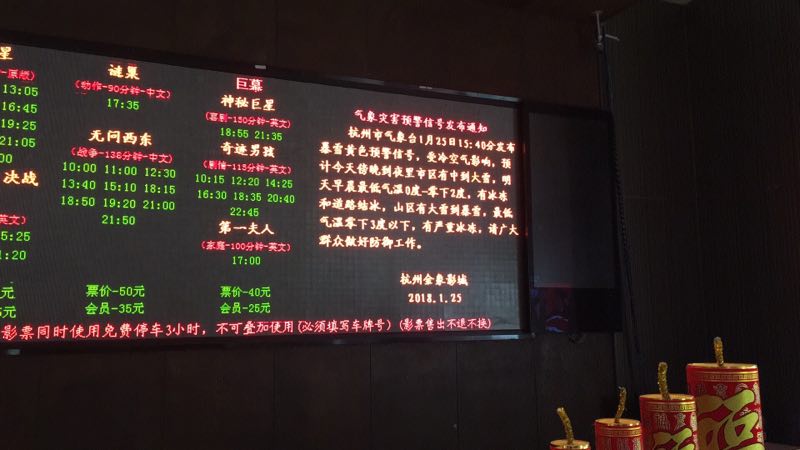 星
-原版)
13:05
16:45
19:25
21:05
:00
决战
英文)
15:25
1:20
元
5元
谜巢
(动作-90分钟-中文)
17:35
无问西东
(战争-138分钟-中文)
10:00 11:00 12:30
13:40 15:10 18:15
18:50 19:20 21:00
21:50
票价-50元
会员-35元
巨幕
神秘巨星
(喜剧-150分钟-英文)
18:55 21:35
奇迹男孩
(剧情-113分钟-英文)
10:15 12:20 14:25
16:30 18:35 20:40
22:45
第一夫人
(家庭-100分钟-英文)
17:00
票价-40元
会员-25元
气象灾害预警信号发布通知
杭州市气象台1月25日15:40分发布
暴雪黄色预警信号,受冷空气影响,预
计今天傍晚到夜里市区有中到大雪,明
天早晨最低气温0度-零下2度,有冰冻
和道路结冰,山区有大雪到暴雪,最低
气温零下3度以下,有严重冰冻,请广大
群众做好防御工作。
杭州金象影城
2018.1.25
影票同时使用免费停车3小时,不可叠加使用(必须填写车牌号)(影票售出不退不换)
福